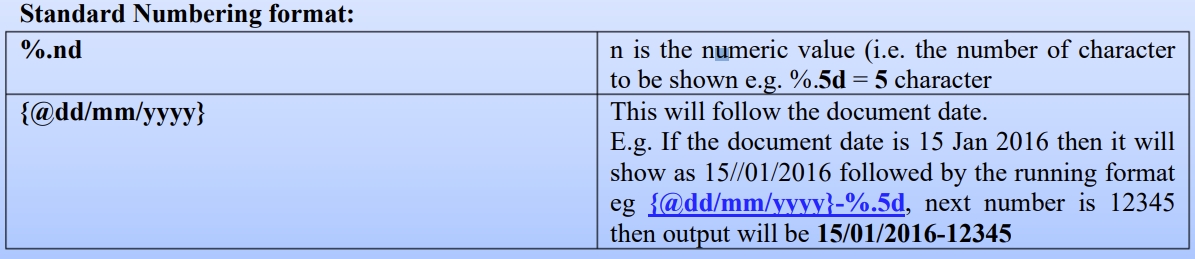 Standard Numbering format:
%.nd
n is the numeric value (i.e. the number of character
to be shown e.g. %.5d = 5 character
{@dd/mm/yyyy}
This will follow the document date.
E.g. If the document date is 15 Jan 2016 then it will
show as 15//01/2016 followed by the running format
eg {@dd/mm/yyyy}-%.5d, next number is 12345
then output will be 15/01/2016-12345